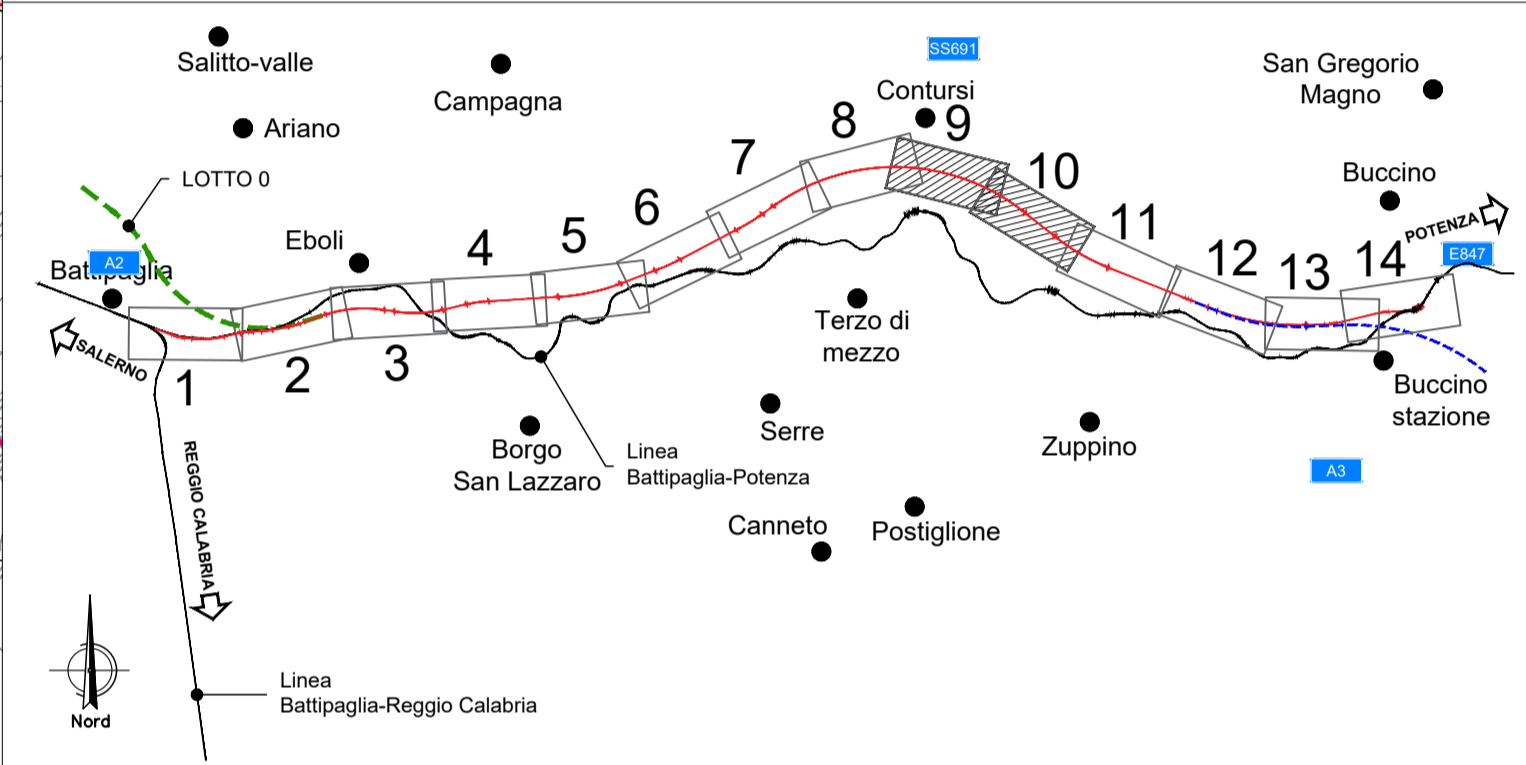 Salitto-valle
Campagna
SS691
Contursi
San Gregorio
Magno
Ariano
LOTTO 0
8
9
7
10
Buccino
6
11
POTENZA
Eboli
5
4
12
13
14
E847
A2
Battipaglia
Terzo di
mezzo
SALERNO
1
2
3
Buccino
stazione
Serre
Zuppino
Borgo
San Lazzaro
Linea
Battipaglia-Potenza
A3
REGGIO CALABRIA
Canneto
Postiglione
Linea
Battipaglia-Reggio Calabria
Nord